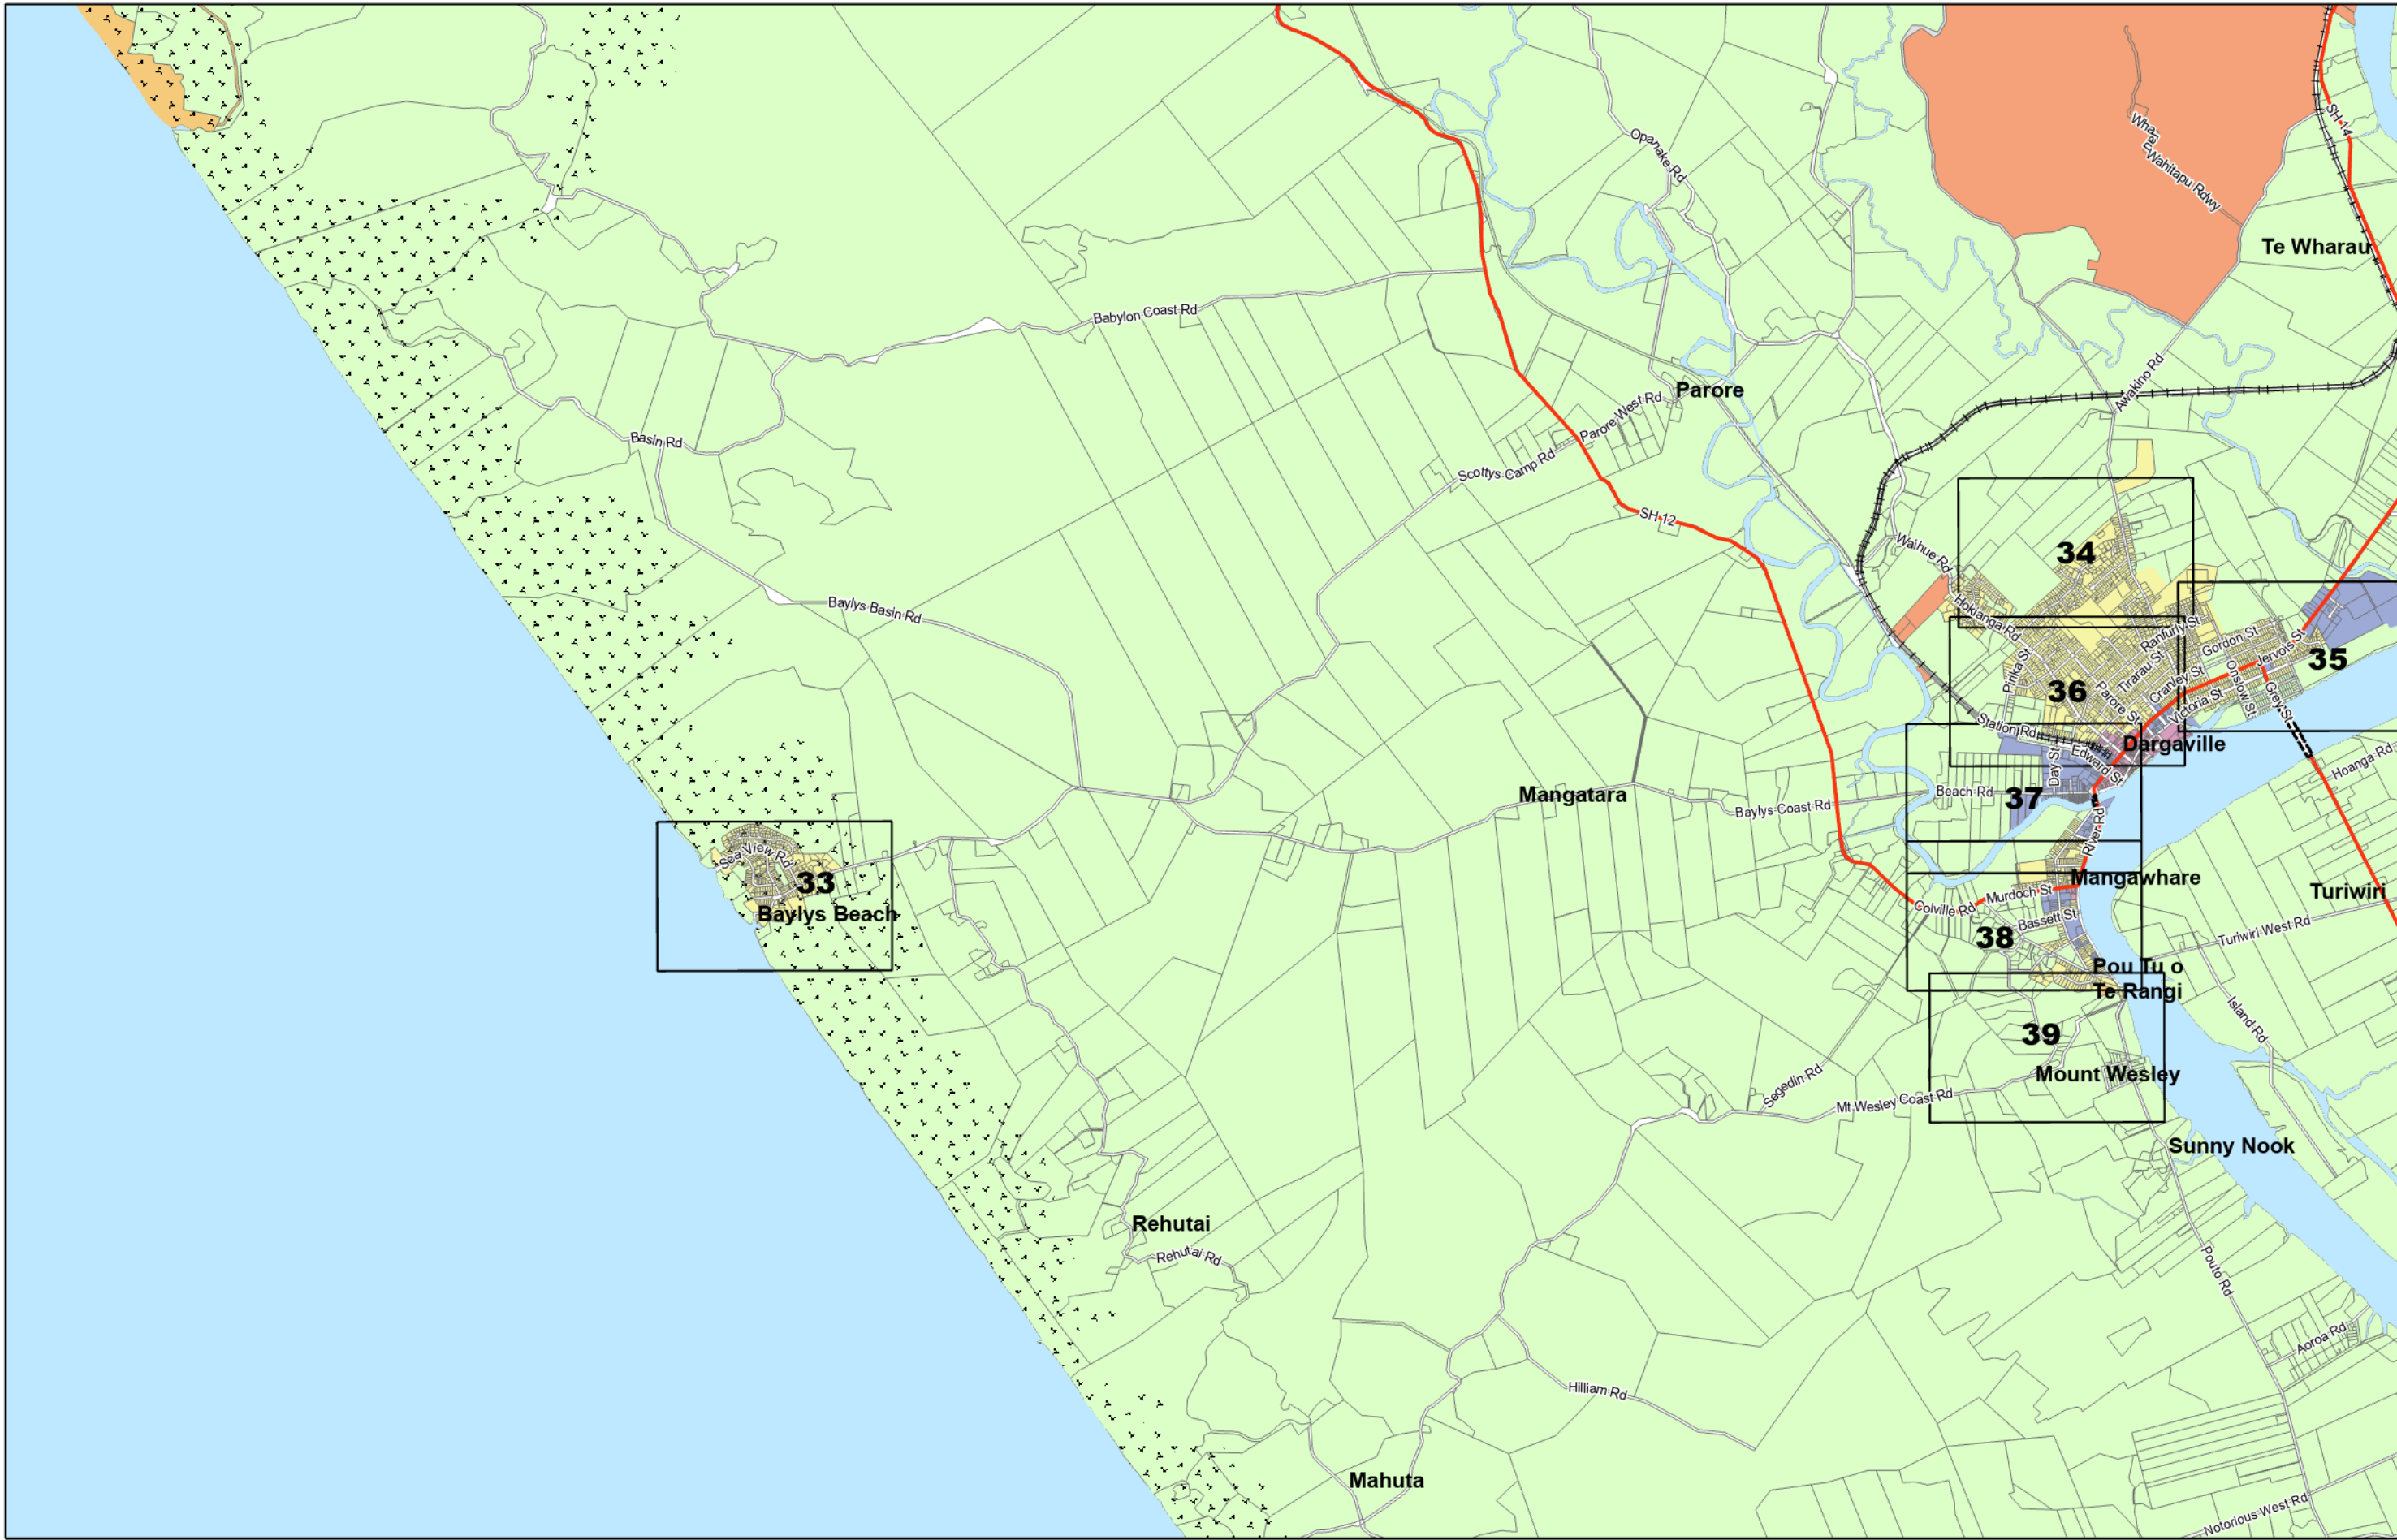 SH 14
Opanake Rd
Wharau
Wahitapu Rdwy
Te Wharau
Babylon Coast Rd
Awakino Rd
Parore
Parore West Rd
Basin Rd
Scottys Camp Rd
SH 12
Waihue Rd
34
Baylys Basin Rd
Hokianga Rd
Ranfurly St
Gordon St
Jervois St
35
Pirika St
Tirarau St
Cranley St
Onslow St
36
Parore St
Victoria St
Grey St
Station Rd
Dargaville
Edward St
Day St
Hoanga Rd
Mangatara
Beach Rd
37
Baylys Coast Rd
River Rd
Sea View Rd
33
Mangawhare
Turiwiri
Baylys Beach
Murdoch St
Colville Rd
Bassett St
38
Turiwiri West Rd
Pou Tu o
Te Rangi
Island Rd
39
Mount Wesley
Segedin Rd
Mt Wesley Coast Rd
Sunny Nook
Rehutai
Rehutai Rd
Pouto Rd
Aoroa Rd
Hilliam Rd
Mahuta
Notorious West Rd